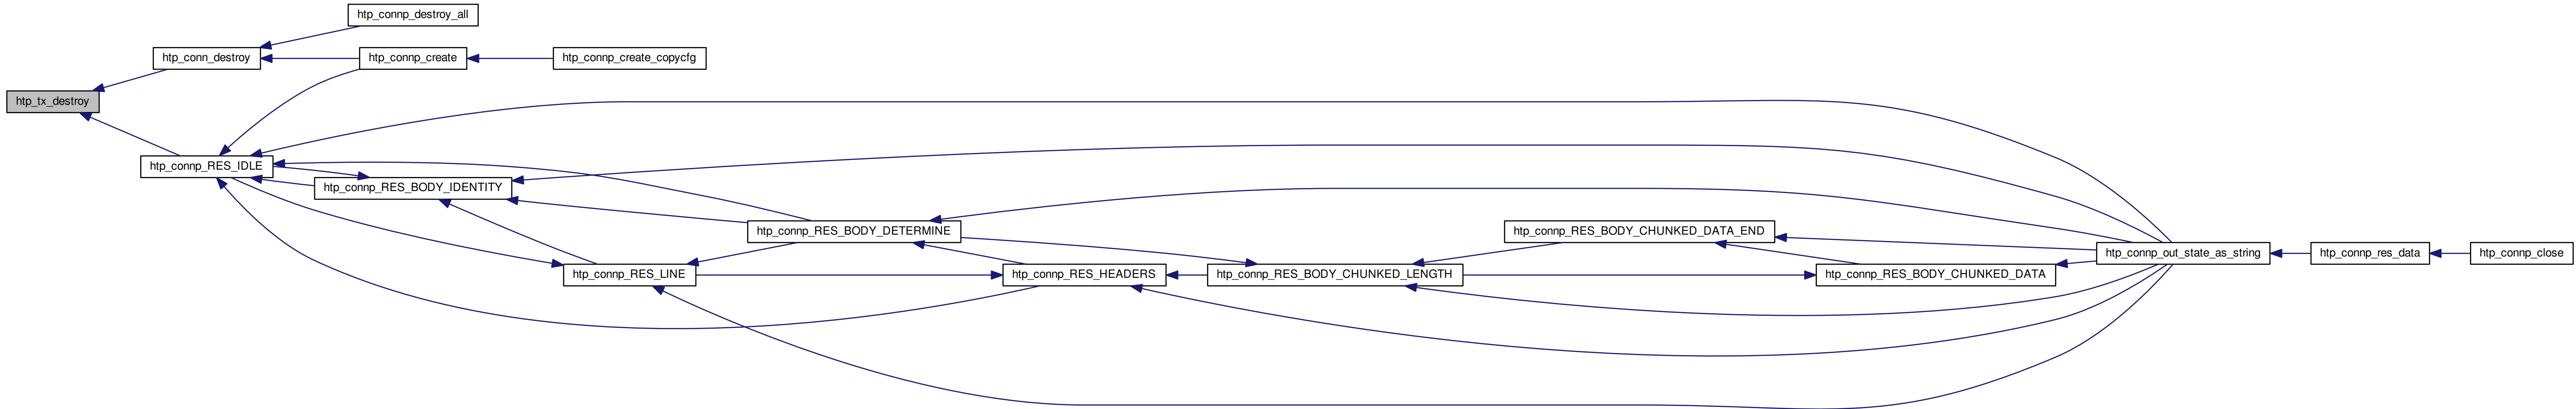 htp_connp_destroy_all
htp_conn_destroy
htp_connp_create
htp_connp_create_copycfg
htp_tx_destroy
htp_connp_RES_IDLE
htp_connp_RES_BODY_IDENTITY
htp_connp_RES_BODY_DETERMINE
htp_connp_RES_BODY_CHUNKED_DATA_END
htp_connp_out_state_as_string
htp_connp_res_data
htp_connp_close
htp_connp_RES_LINE
htp_connp_RES_HEADERS
htp_connp_RES_BODY_CHUNKED_LENGTH
htp_connp_RES_BODY_CHUNKED_DATA